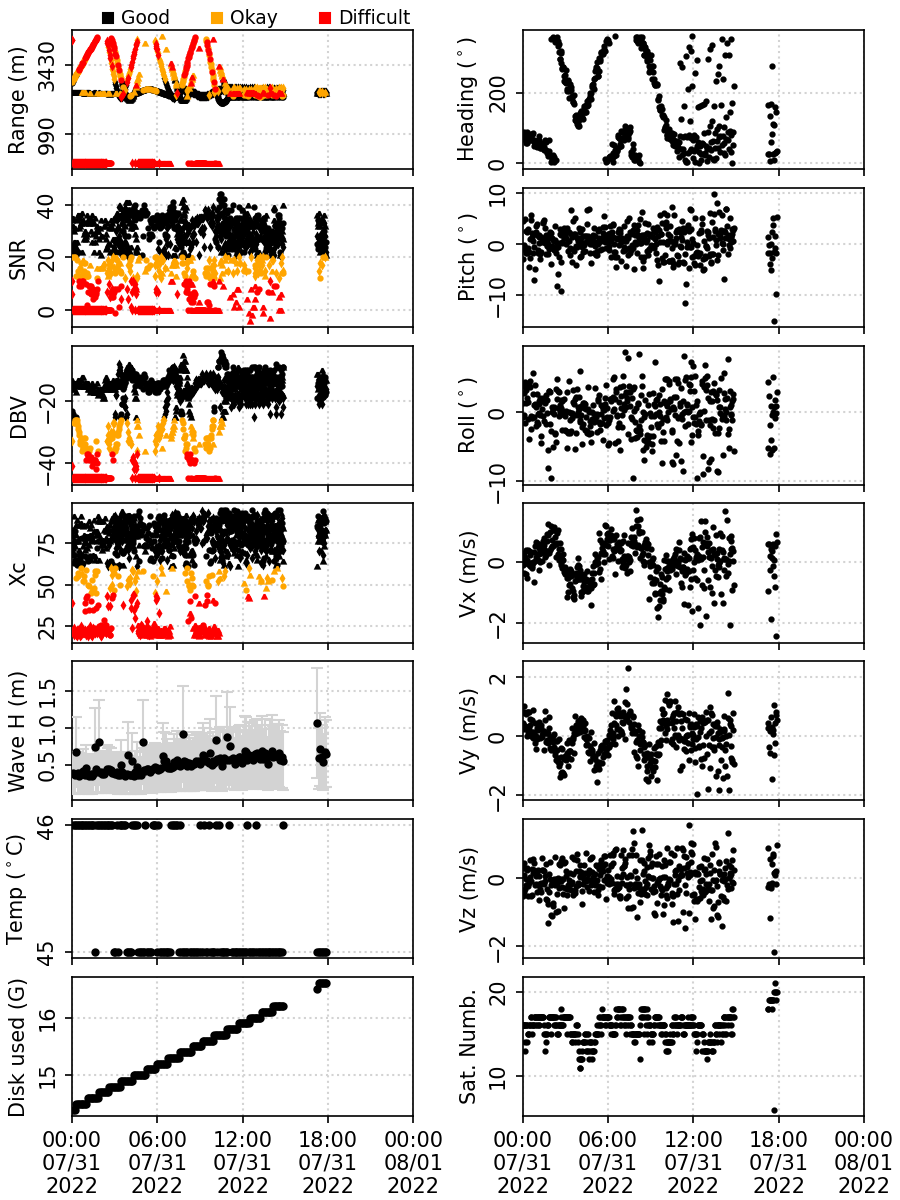 Good Okay Difficult
Range (m)
3430
990
Heading (°)
200
0
SNR
40
20
0
Pitch (°)
10
0
−10
DBV
−20
−40
Roll (°)
0
−10
Xc
75
50
25
Vx (m/s)
0
−2
Wave H (m)
1.5
1.0
0.5
Vy (m/s)
2
0
−2
Temp (°C)
46
45
Vz (m/s)
0
−2
Disk used (G)
16
15
Sat. Numb.
20
10
00:00 06:00 12:00 18:00 00:00
07/31 07/31 07/31 07/31 08/01
2022 2022 2022 2022 2022
00:00 06:00 12:00 18:00 00:00
07/31 07/31 07/31 07/31 08/01
2022 2022 2022 2022 2022